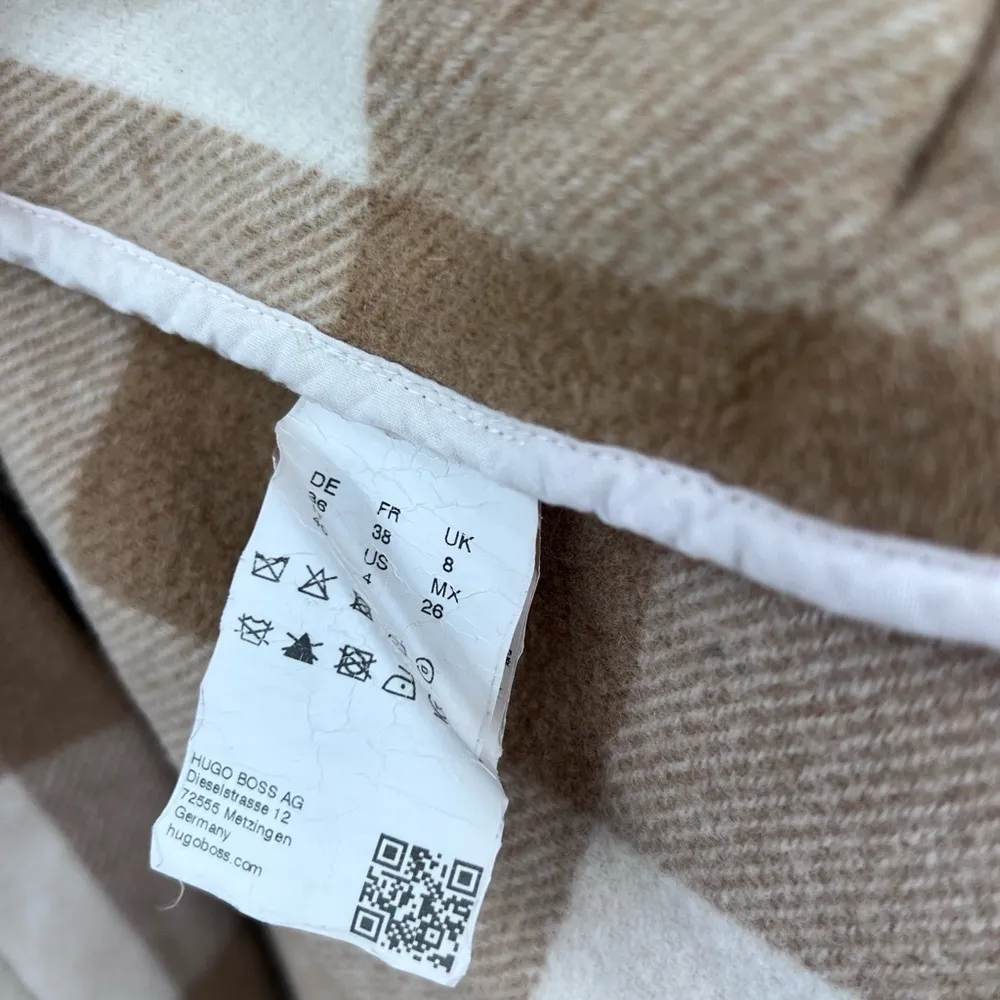 DE FR UK
36 38 8
US MX
4 26
HUGO BOSS AG
Dieselstrasse 12
72555 Metzingen
Germany
hugoboss.com